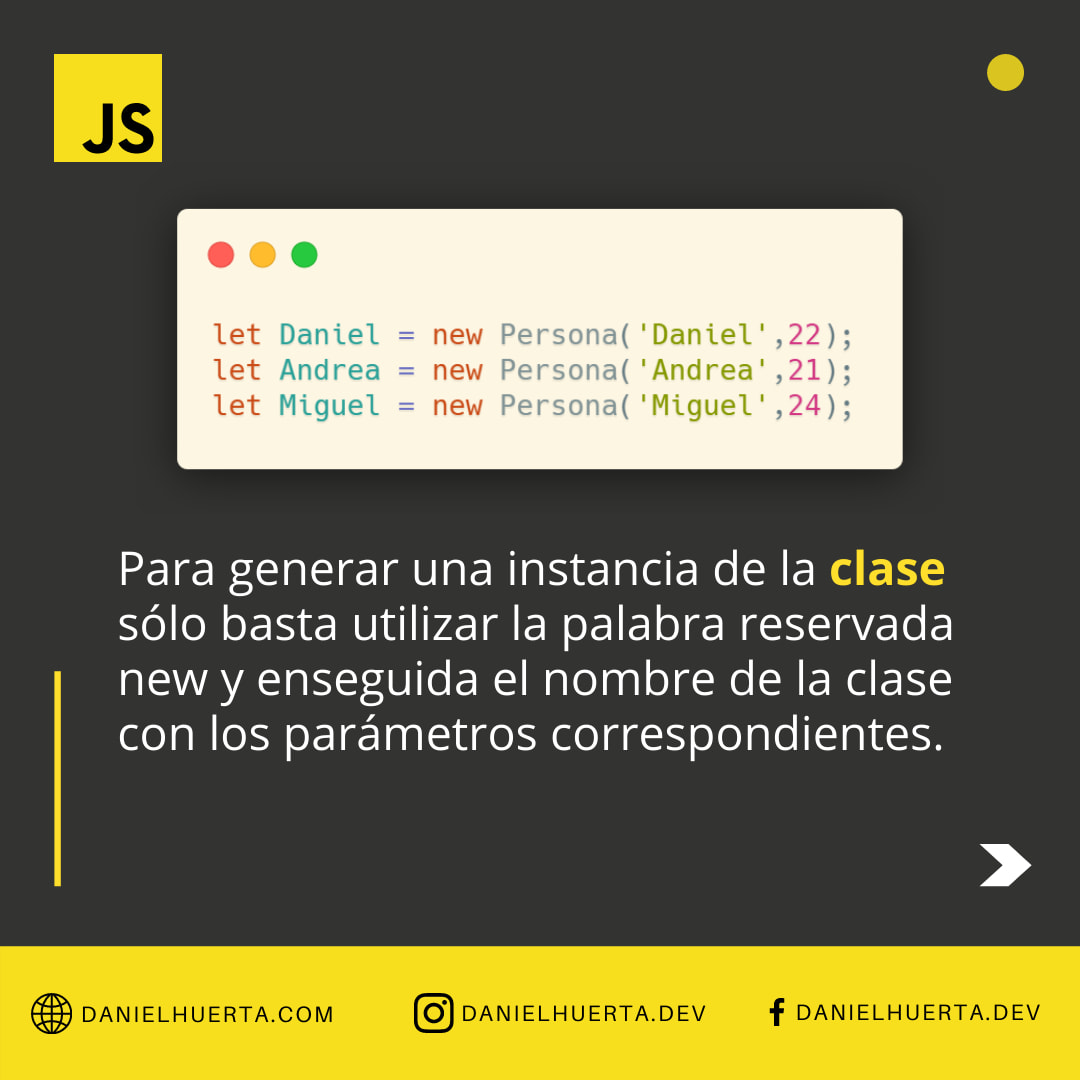 JS
let Daniel = new Persona('Daniel',22);
let Andrea = new Persona('Andrea',21);
let Miguel = new Persona('Miguel',24);
Para generar una instancia de la clase
sólo basta utilizar la palabra reservada
new y enseguida el nombre de la clase
con los parámetros correspondientes.
DANIELHUERTA.COM
DANIELHUERTA.DEV
DANIELHUERTA.DEV